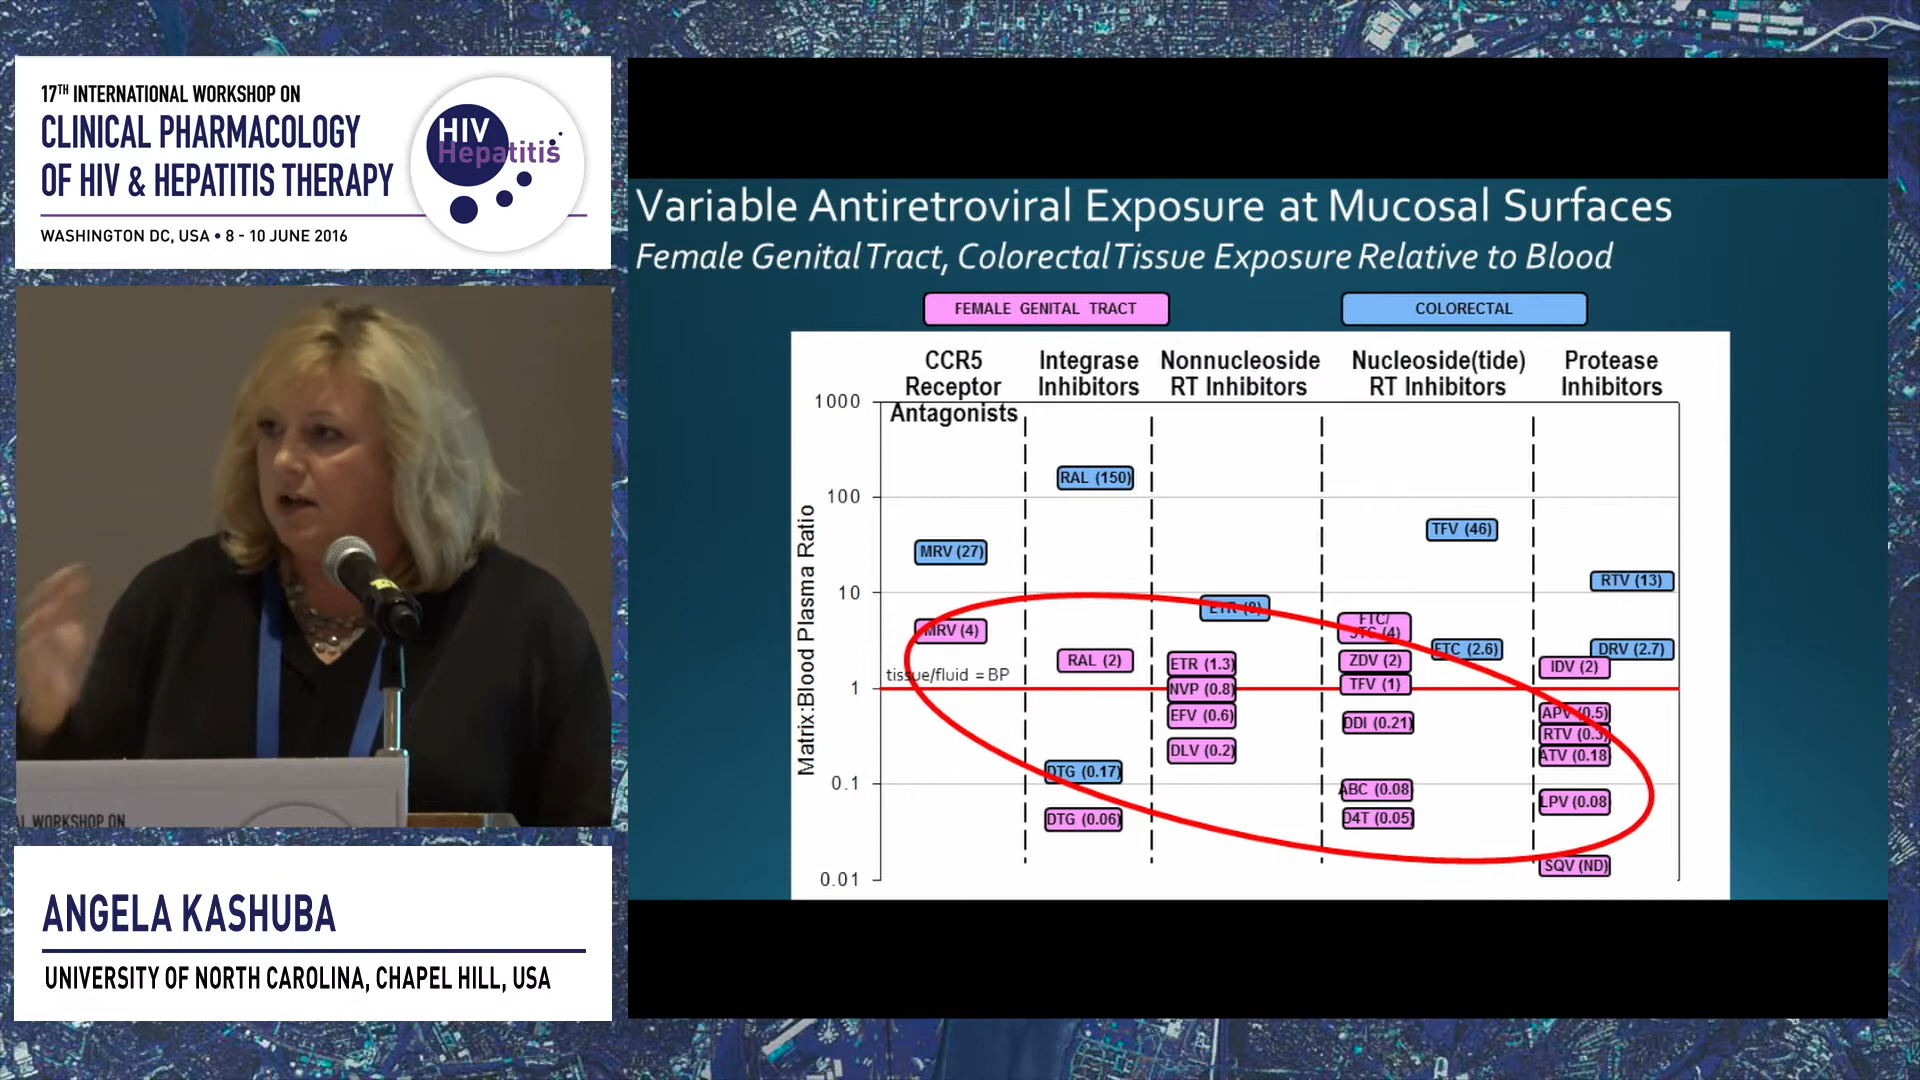 17TH INTERNATIONAL WORKSHOP ON
CLINICAL PHARMACOLOGY
OF HIV & HEPATITIS THERAPY
WASHINGTON DC, USA • 8 - 10 JUNE 2016
HIV
Hepatitis
AL WORKSHOP ON
ANGELA KASHUBA
UNIVERSITY OF NORTH CAROLINA, CHAPEL HILL, USA
Variable Antiretroviral Exposure at Mucosal Surfaces
Female Genital Tract, Colorectal Tissue Exposure Relative to Blood
FEMALE GENITAL TRACT
COLORECTAL
CCR5
Receptor
Antagonists
Integrase
Inhibitors
Nonnucleoside
RT Inhibitors
Nucleoside(tide)
RT Inhibitors
Protease
Inhibitors
Matrix:Blood Plasma Ratio
1000
100
10
1
0.1
0.01
tissue/fluid = BP
MRV (27)
MRV (4)
RAL (150)
RAL (2)
DTG (0.17)
DTG (0.06)
ETR (8)
ETR (1.3)
NVP (0.8)
EFV (0.6)
DLV (0.2)
TFV (46)
FTC/
3TC (4)
FTC (2.6)
ZDV (2)
TFV (1)
DDI (0.21)
ABC (0.08)
D4T (0.05)
RTV (13)
DRV (2.7)
IDV (2)
APV (0.5)
RTV (0.3)
ATV (0.18)
LPV (0.08)
SQV (ND)